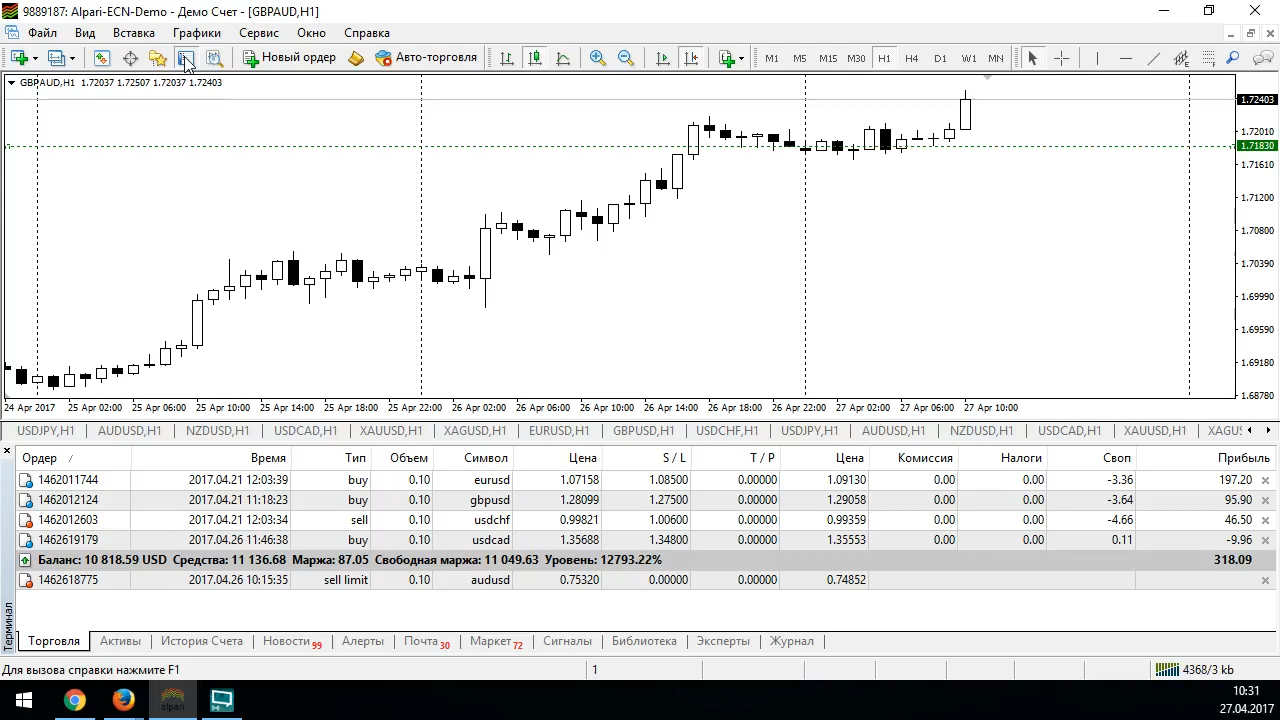 9889187: Alpari-ECN-Demo - Демо Счет - [GBPAUD,H1]
Файл Вид Вставка Графики Сервис Окно Справка
Новый ордер Авто-торговля M1 M5 M15 M30 H1 H4 D1 W1 MN
GBPAUD,H1 1.72037 1.72507 1.72037 1.72403
1.72403
1.72010
1.71830
1.71610
1.71200
1.70800
1.70390
1.69990
1.69590
1.69180
1.68780
24 Apr 2017 25 Apr 02:00 25 Apr 06:00 25 Apr 10:00 25 Apr 14:00 25 Apr 18:00 25 Apr 22:00 26 Apr 02:00 26 Apr 06:00 26 Apr 10:00 26 Apr 14:00 26 Apr 18:00 26 Apr 22:00 27 Apr 02:00 27 Apr 06:00 27 Apr 10:00
USDJPY,H1 AUDUSD,H1 NZDUSD,H1 USDCAD,H1 XAUUSD,H1 XAGUSD,H1 EURUSD,H1 GBPUSD,H1 USDCHF,H1 USDJPY,H1 AUDUSD,H1 NZDUSD,H1 USDCAD,H1 XAUUSD,H1 XAGUS
Ордер / Время Тип Объем Символ Цена S / L T / P Цена Комиссия Налоги Своп Прибыль
1462011744 2017.04.21 12:03:39 buy 0.10 eurusd 1.07158 1.08500 0.00000 1.09130 0.00 0.00 -3.36 197.20
1462012124 2017.04.21 11:18:23 buy 0.10 gbpusd 1.28099 1.27500 0.00000 1.29058 0.00 0.00 -3.64 95.90
1462012603 2017.04.21 12:03:34 sell 0.10 usdchf 0.99821 1.00600 0.00000 0.99359 0.00 0.00 -4.66 46.50
1462619179 2017.04.26 11:46:38 buy 0.10 usdcad 1.35688 1.34800 0.00000 1.35553 0.00 0.00 0.11 -9.96
Баланс: 10 818.59 USD Средства: 11 136.68 Маржа: 87.05 Свободная маржа: 11 049.63 Уровень: 12793.22% 318.09
1462618775 2017.04.26 10:15:35 sell limit 0.10 audusd 0.75320 0.00000 0.00000 0.74852
Терминал
Торговля Активы История Счета Новости 99 Алерты Почта 30 Маркет 72 Сигналы Библиотека Эксперты Журнал
Для вызова справки нажмите F1 1 4368/3 kb
alpari
10:31
27.04.2017